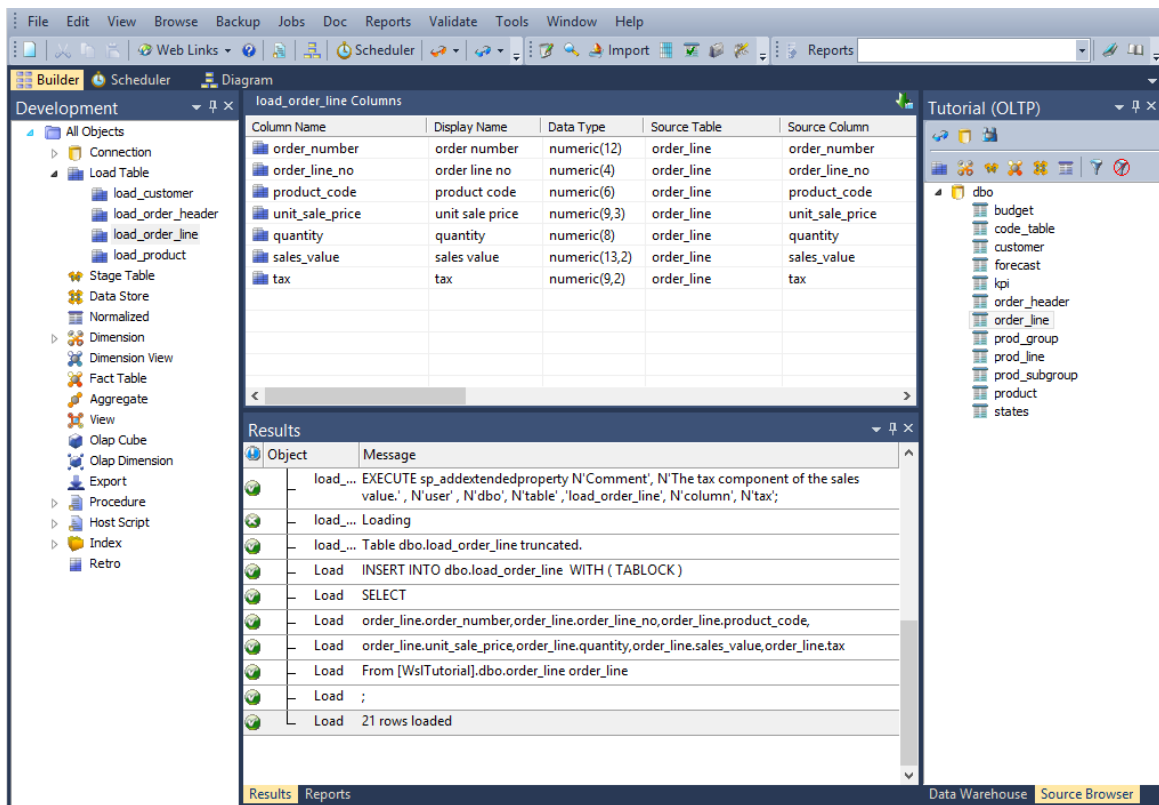 File Edit View Browse Backup Jobs Doc Reports Validate Tools Window Help
Web Links Scheduler Import Reports
Builder Scheduler Diagram
Development
All Objects
Connection
Load Table
load_customer
load_order_header
load_order_line
load_product
Stage Table
Data Store
Normalized
Dimension
Dimension View
Fact Table
Aggregate
View
Olap Cube
Olap Dimension
Export
Procedure
Host Script
Index
Retro
load_order_line Columns
Column Name Display Name Data Type Source Table Source Column
order_number order number numeric(12) order_line order_number
order_line_no order line no numeric(4) order_line order_line_no
product_code product code numeric(6) order_line product_code
unit_sale_price unit sale price numeric(9,3) order_line unit_sale_price
quantity quantity numeric(8) order_line quantity
sales_value sales value numeric(13,2) order_line sales_value
tax tax numeric(9,2) order_line tax
Results
Object Message
load_... EXECUTE sp_addextendedproperty N'Comment', N'The tax component of the sales
value.' , N'user' , N'dbo', N'table' ,'load_order_line', N'column', N'tax';
load_... Loading
load_... Table dbo.load_order_line truncated.
Load INSERT INTO dbo.load_order_line WITH ( TABLOCK )
Load SELECT
Load order_line.order_number,order_line.order_line_no,order_line.product_code,
Load order_line.unit_sale_price,order_line.quantity,order_line.sales_value,order_line.tax
Load From [WslTutorial].dbo.order_line order_line
Load ;
Load 21 rows loaded
Results Reports
Tutorial (OLTP)
dbo
budget
code_table
customer
forecast
kpi
order_header
order_line
prod_group
prod_line
prod_subgroup
product
states
Data Warehouse Source Browser